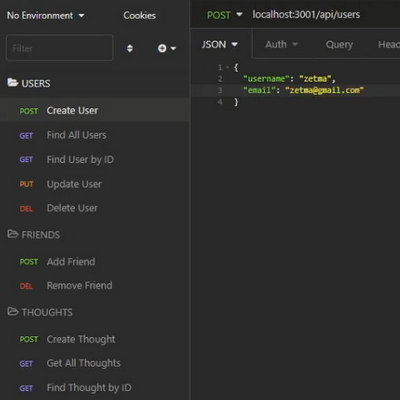 No Environment Cookies
POST localhost:3001/api/users
Filter
JSON Auth Query Head
USERS
POST Create User
GET Find All Users
GET Find User by ID
PUT Update User
DEL Delete User
FRIENDS
POST Add Friend
DEL Remove Friend
THOUGHTS
POST Create Thought
GET Get All Thoughts
GET Find Thought by ID
1 {
2 "username": "zetma",
3 "email": "zetma@gmail.com"
4 }